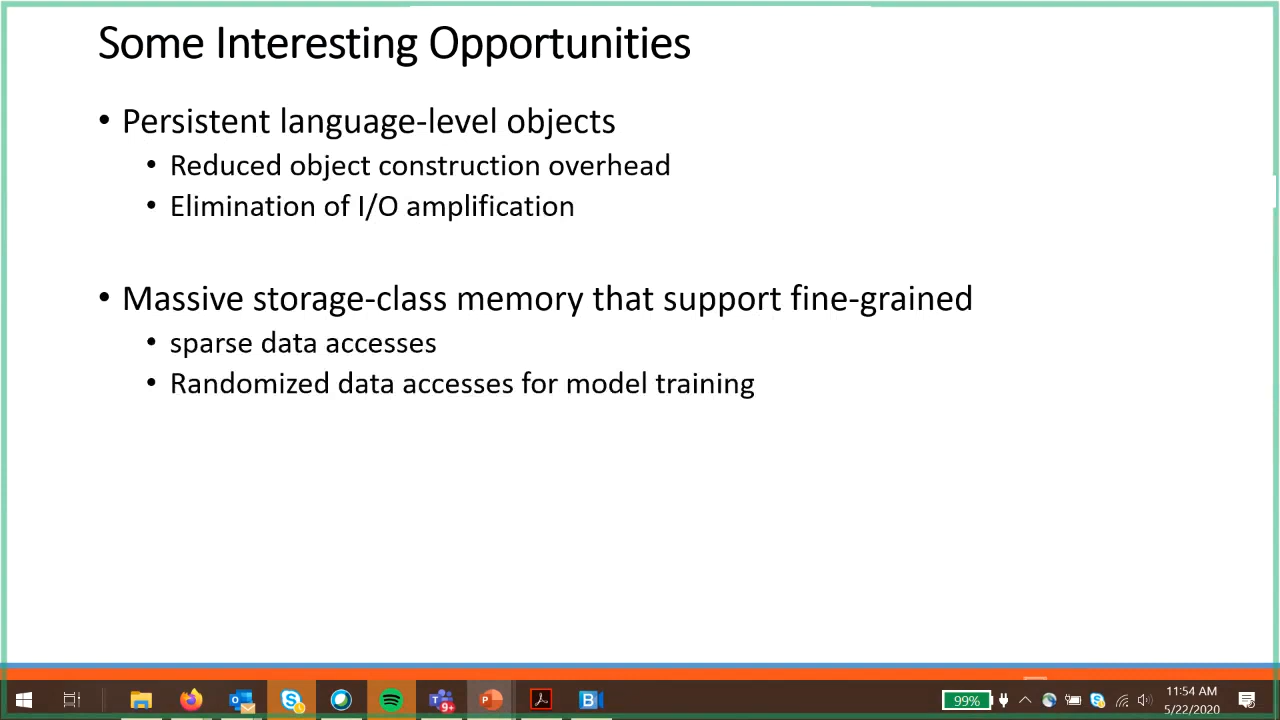 Some Interesting Opportunities
• Persistent language-level objects
• Reduced object construction overhead
• Elimination of I/O amplification
• Massive storage-class memory that support fine-grained
• sparse data accesses
• Randomized data accesses for model training
99%
11:54 AM
5/22/2020
9+